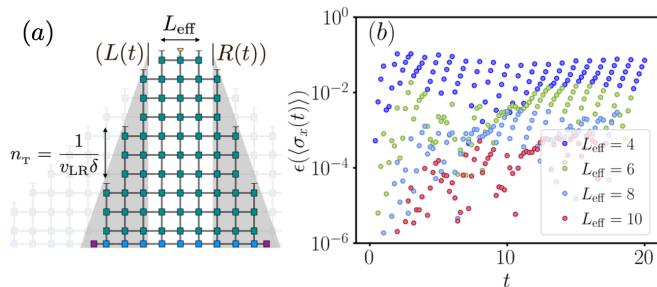 (a)
L_eff
(L(t)|
|R(t))
n_T = 1/(v_LR δ)
(b)
ϵ(⟨σ_x(t)⟩)
10^0
10^−2
10^−4
10^−6
L_eff = 4
L_eff = 6
L_eff = 8
L_eff = 10
0
10
20
t